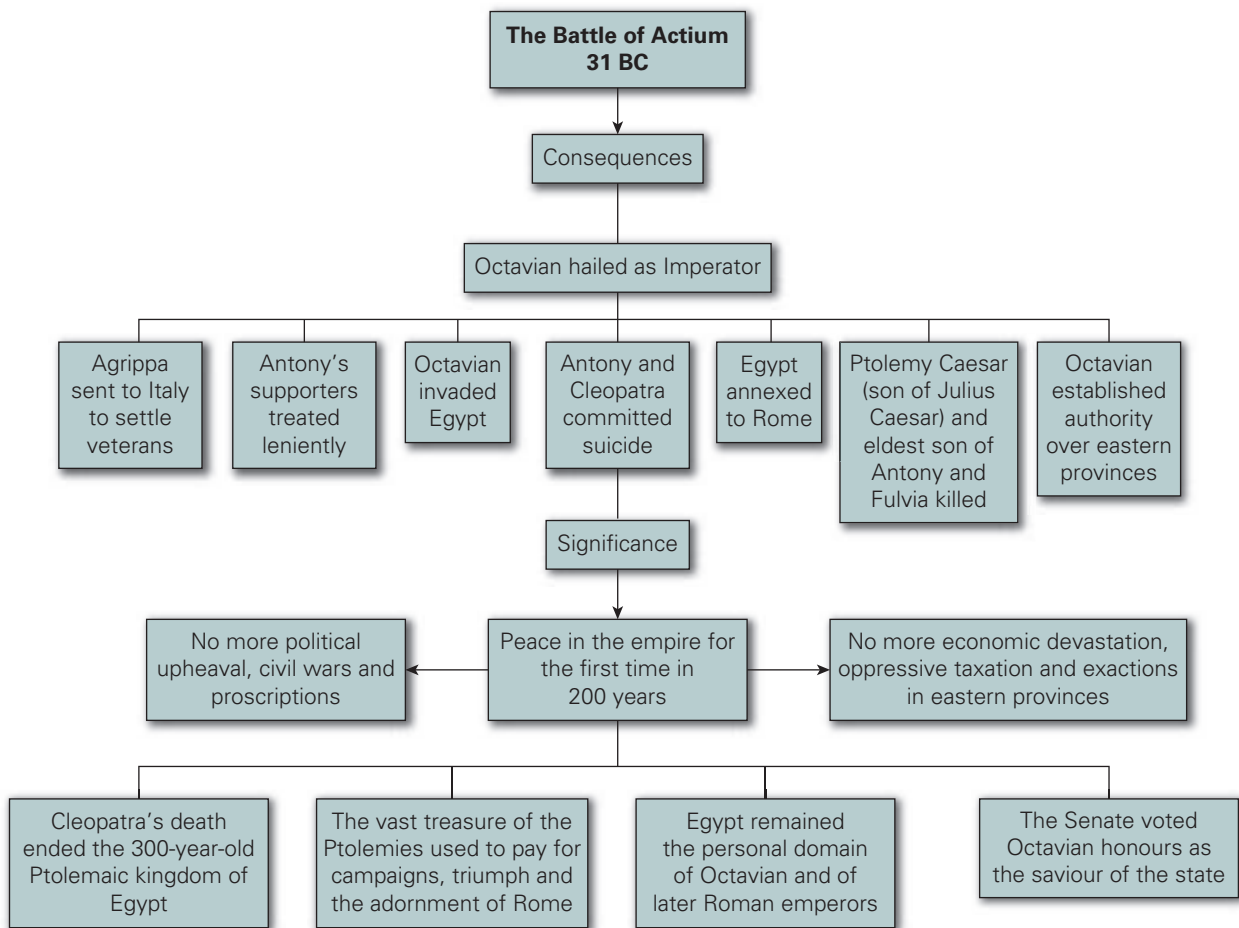 The Battle of Actium
31 BC
Consequences
Octavian hailed as Imperator
Agrippa
sent to Italy
to settle
veterans
Antony's
supporters
treated
leniently
Octavian
invaded
Egypt
Antony and
Cleopatra
committed
suicide
Egypt
annexed
to Rome
Ptolemy Caesar
(son of Julius
Caesar) and
eldest son of
Antony and
Fulvia killed
Octavian
established
authority
over eastern
provinces
Significance
No more political
upheaval, civil wars and
proscriptions
Peace in the empire for
the first time in
200 years
No more economic devastation,
oppressive taxation and exactions
in eastern provinces
Cleopatra's death
ended the 300-year-old
Ptolemaic kingdom of
Egypt
The vast treasure of the
Ptolemies used to pay for
campaigns, triumph and
the adornment of Rome
Egypt remained
the personal domain
of Octavian and of
later Roman emperors
The Senate voted
Octavian honours as
the saviour of the state